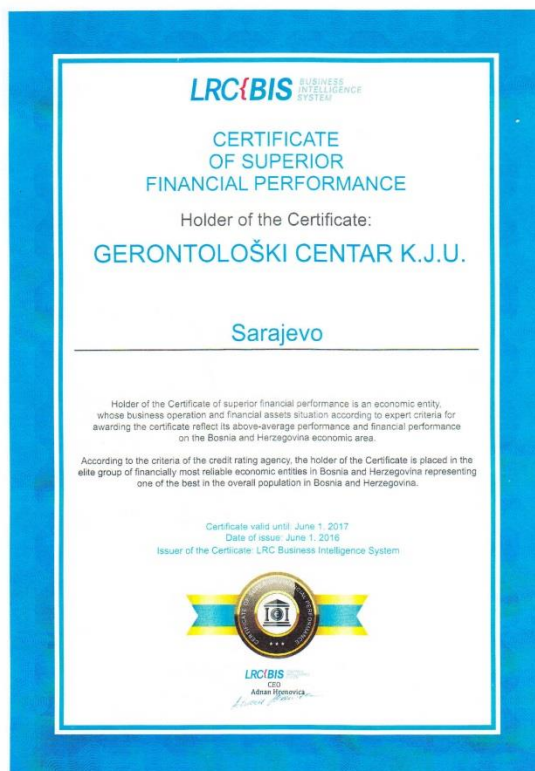 LRC{BIS BUSINESS
INTELLIGENCE
SYSTEM
CERTIFICATE
OF SUPERIOR
FINANCIAL PERFORMANCE
Holder of the Certificate:
GERONTOLOŠKI CENTAR K.J.U.
Sarajevo
Holder of the Certificate of superior financial performance is an economic entity,
whose business operation and financial assets situation according to expert criteria for
awarding the certificate reflect its above-average performance and financial performance
on the Bosnia and Herzegovina economic area.
According to the criteria of the credit rating agency, the holder of the Certificate is placed in the
elite group of financially most reliable economic entities in Bosnia and Herzegovina representing
one of the best in the overall population in Bosnia and Herzegovina.
Certificate valid until: June 1, 2017
Date of issue: June 1, 2016
Issuer of the Certificate: LRC Business Intelligence System
CERTIFICATE OF SUPERIOR FINANCIAL PERFORMANCE
LRC{BIS
CEO
Adnan